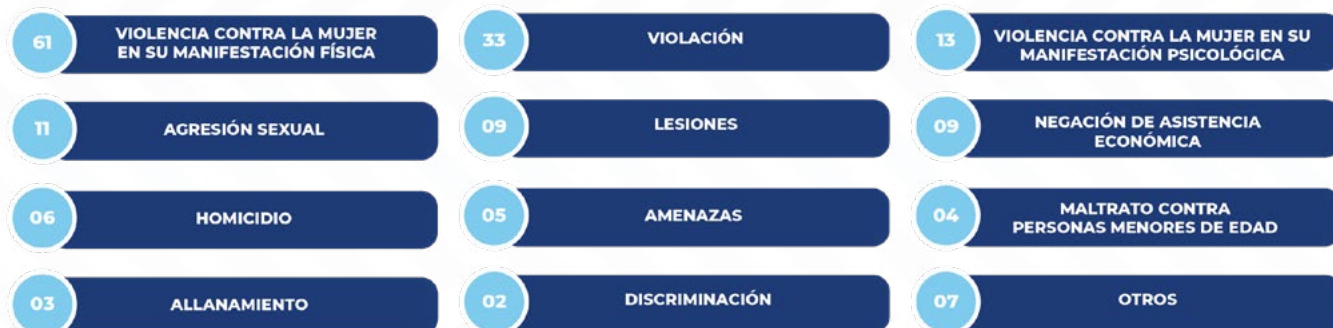 61
VIOLENCIA CONTRA LA MUJER
EN SU MANIFESTACIÓN FÍSICA
33
VIOLACIÓN
13
VIOLENCIA CONTRA LA MUJER EN SU
MANIFESTACIÓN PSICOLÓGICA
11
AGRESIÓN SEXUAL
09
LESIONES
09
NEGACIÓN DE ASISTENCIA
ECONÓMICA
06
HOMICIDIO
05
AMENAZAS
04
MALTRATO CONTRA
PERSONAS MENORES DE EDAD
03
ALLANAMIENTO
02
DISCRIMINACIÓN
07
OTROS